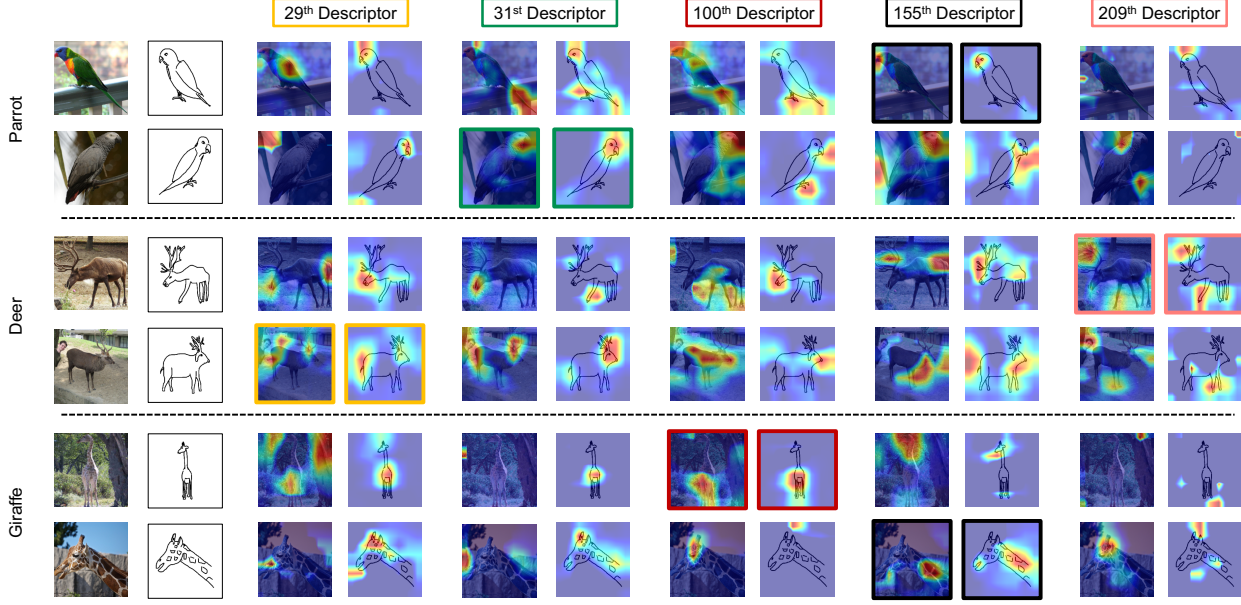 29th Descriptor
31st Descriptor
100th Descriptor
155th Descriptor
209th Descriptor
Parrot
Deer
Giraffe